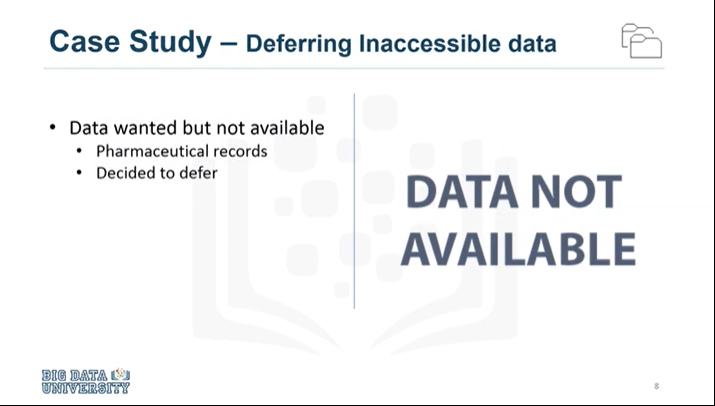 Case Study – Deferring Inaccessible data
• Data wanted but not available
• Pharmaceutical records
• Decided to defer
DATA NOT
AVAILABLE
BIG DATA
UNIVERSITY
8